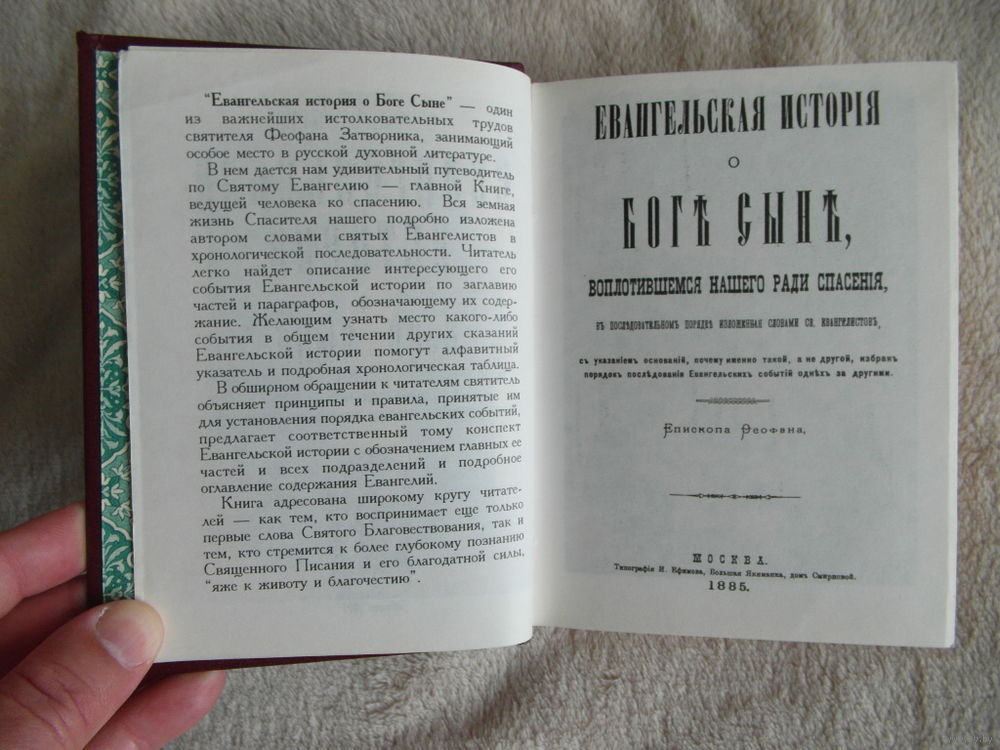 "Евангельская история о Боге Сыне" — один
из важнейших истолковательных трудов
святителя Феофана Затворника, занимающий
особое место в русской духовной литературе.
В нем дается нам удивительный путеводитель
по Святому Евангелию — главной Книге,
ведущей человека ко спасению. Вся земная
жизнь Спасителя нашего подробно изложена
автором словами святых Евангелистов в
хронологической последовательности. Читатель
легко найдет описание интересующего его
события Евангельской истории по заглавию
частей и параграфов, обозначающему их содер-
жание. Желающим узнать место какого-либо
события в общем течении других сказаний
Евангельской истории помогут алфавитный
указатель и подробная хронологическая таблица.
В обширном обращении к читателям святитель
объясняет принципы и правила, принятые им
для установления порядка евангельских событий,
предлагает соответственный тому конспект
Евангельской истории с обозначением главных ее
частей и всех подразделений и подробное
оглавление содержания Евангелий.
Книга адресована широкому кругу читате-
лей — как тем, кто воспринимает еще только
первые слова Святого Благовествования, так и
тем, кто стремится к более глубокому познанию
Священного Писания и его благодатной силы,
"яже к животу и благочестию".
ЕВАНГЕЛЬСКАЯ ИСТОРІЯ
О
БОГѢ СЫНѢ,
ВОПЛОТИВШЕМСЯ НАШЕГО РАДИ СПАСЕНІЯ,
ВЪ ПОСЛѢДОВАТЕЛЬНОМЪ ПОРЯДКѢ ИЗЛОЖЕННАЯ СЛОВАМИ СВ. ЕВАНГЕЛИСТОВЪ,
съ указаніемъ основаній, почему именно такой, а не другой, избранъ
порядокъ послѣдованія Евангельскихъ событій однѣхъ за другими.
Епископа Ѳеофана,
МОСКВА.
Типографія И. Ефимова, Большая Якиманка, домъ Смирновой.
1885.